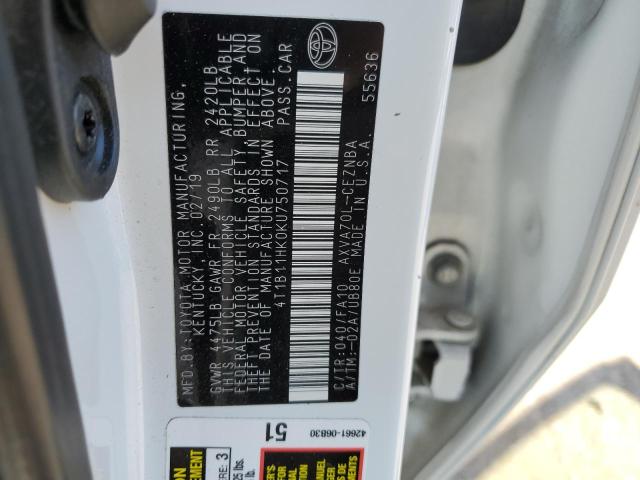 MFD. BY: TOYOTA MOTOR MANUFACTURING,
KENTUCKY, INC. 02/19
GVWR 4475LB GAWR FR 2490LB RR 2420LB
THIS VEHICLE CONFORMS TO ALL APPLICABLE
FEDERAL MOTOR VEHICLE SAFETY, BUMPER, AND
THEFT PREVENTION STANDARDS IN EFFECT ON
THE DATE OF MANUFACTURE SHOWN ABOVE.
4T1B11HK0KU750717 PASS. CAR
55636
C/TR: 040/FA10 AXVA70L-CEZNBA
A/TM: -02A/UB80E MADE IN U.S.A.
51
42661-06B30